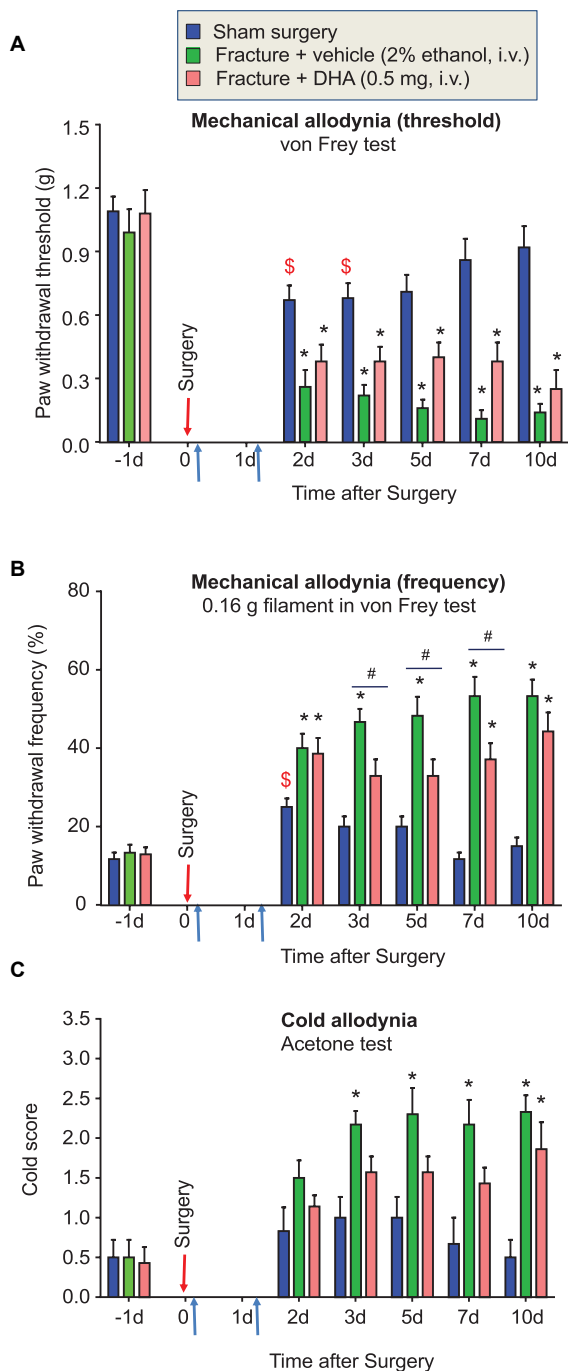 A
Sham surgery
Fracture + vehicle (2% ethanol, i.v.)
Fracture + DHA (0.5 mg, i.v.)
Mechanical allodynia (threshold)
von Frey test
Paw withdrawal threshold (g)
1.5
1.2
0.9
0.6
0.3
0.0
Surgery
$ $
* * * * * * * * * *
-1d 0 1d 2d 3d 5d 7d 10d
Time after Surgery
B
Mechanical allodynia (frequency)
0.16 g filament in von Frey test
Paw withdrawal frequency (%)
80
60
40
20
0
Surgery
# # #
$
* * * * * * *
-1d 0 1d 2d 3d 5d 7d 10d
Time after Surgery
C
Cold allodynia
Acetone test
Cold score
3.5
3.0
2.5
2.0
1.5
1.0
0.5
0.0
Surgery
* * * * *
-1d 0 1d 2d 3d 5d 7d 10d
Time after Surgery